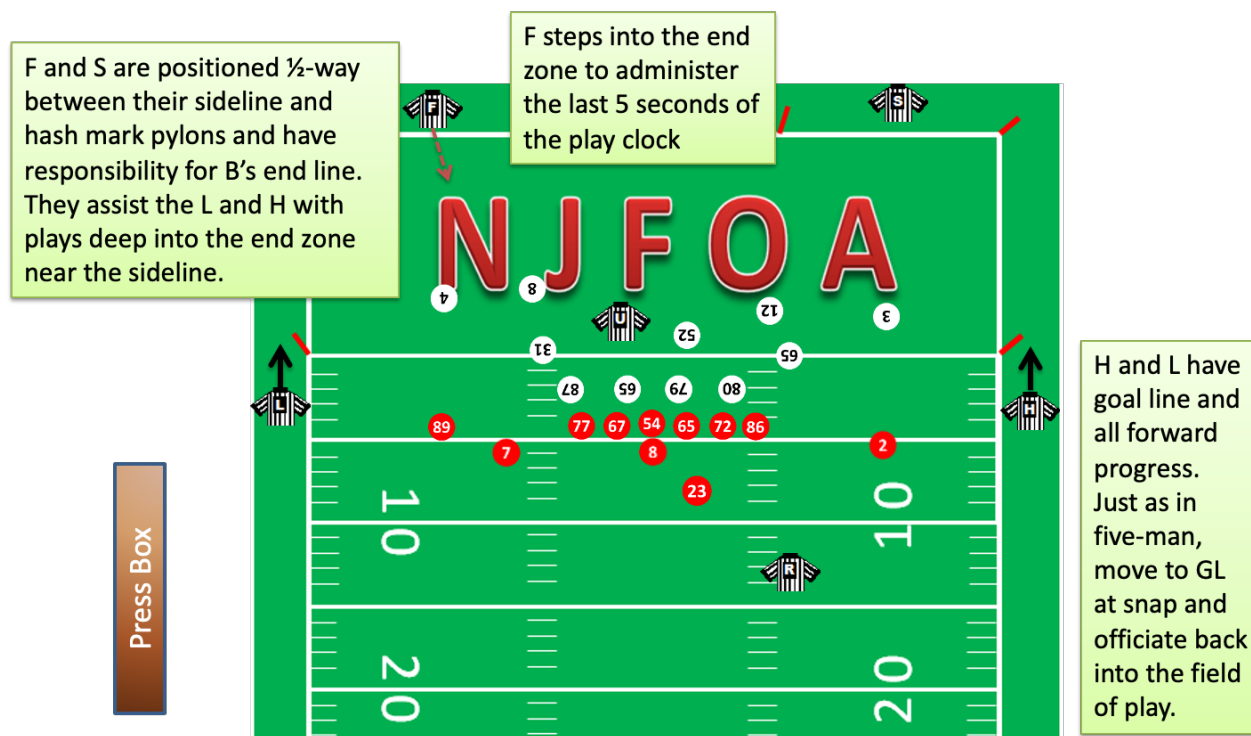 F and S are positioned ½-way
between their sideline and
hash mark pylons and have
responsibility for B's end line.
They assist the L and H with
plays deep into the end zone
near the sideline.
F steps into the end
zone to administer
the last 5 seconds of
the play clock
F
S
NJFOA
4
8
U
12
3
52
31
65
L
87
65
79
80
H
89
77
67
54
65
72
86
7
8
2
23
10
10
R
20
20
Press Box
H and L have
goal line and
all forward
progress.
Just as in
five-man,
move to GL
at snap and
officiate back
into the field
of play.